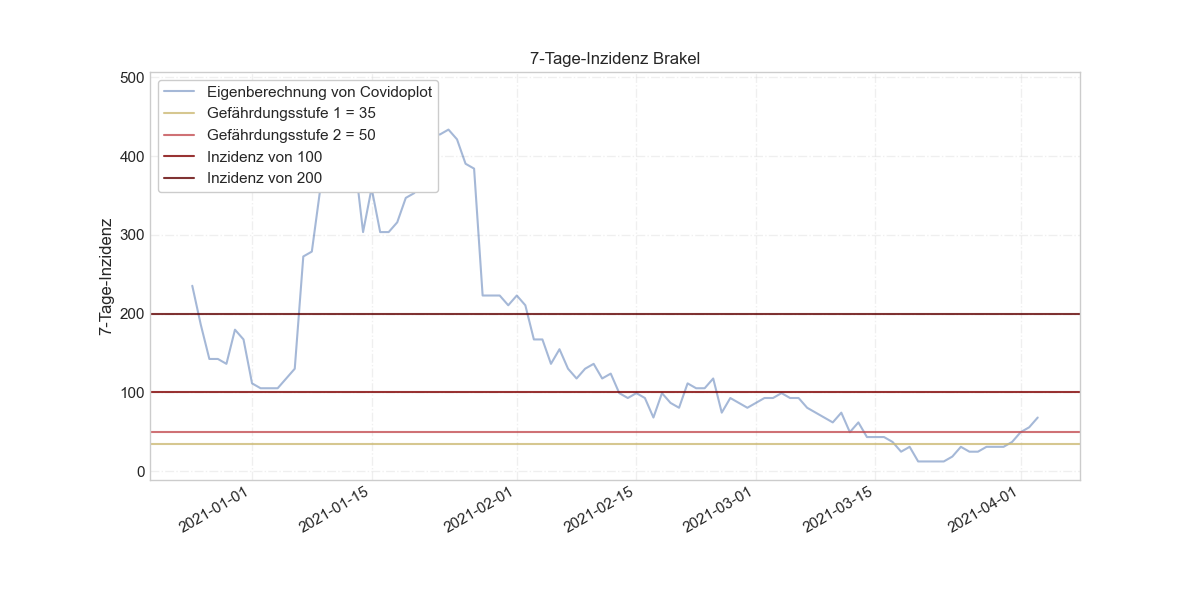 7-Tage-Inzidenz Brakel
7-Tage-Inzidenz
500
400
300
200
100
0
Eigenberechnung von Covidoplot
Gefährdungsstufe 1 = 35
Gefährdungsstufe 2 = 50
Inzidenz von 100
Inzidenz von 200
2021-01-01
2021-01-15
2021-02-01
2021-02-15
2021-03-01
2021-03-15
2021-04-01